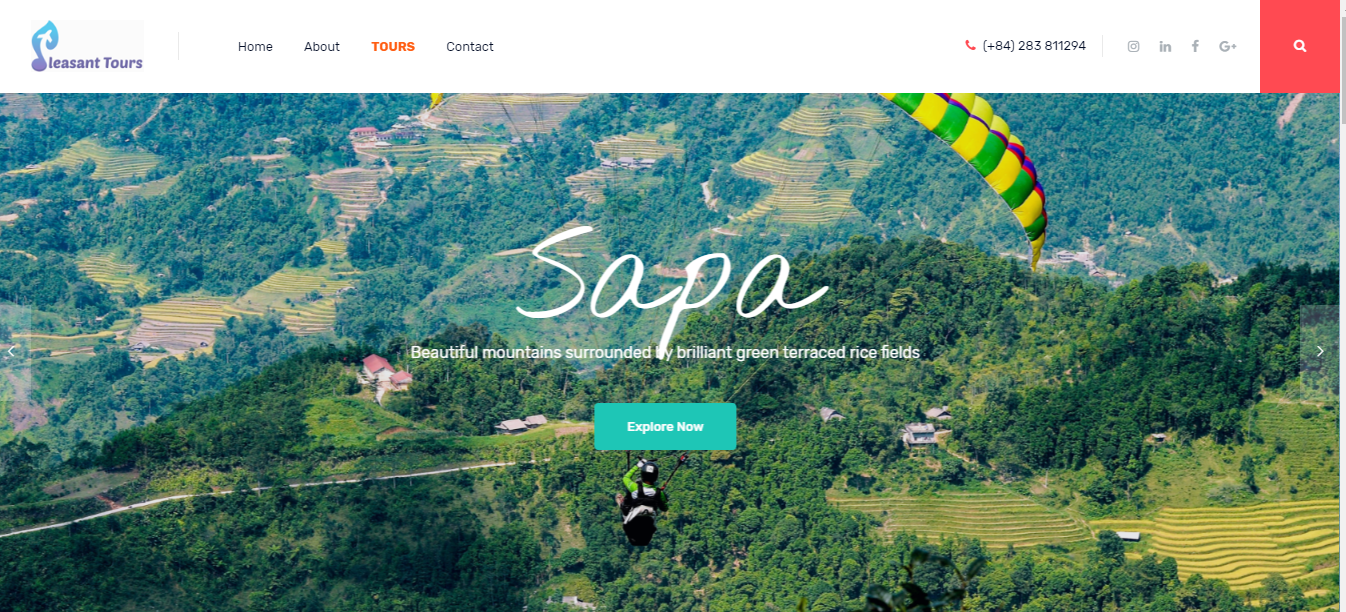 Pleasant Tours
Home About TOURS Contact
(+84) 283 811294
Sapa
Beautiful mountains surrounded by brilliant green terraced rice fields
Explore Now